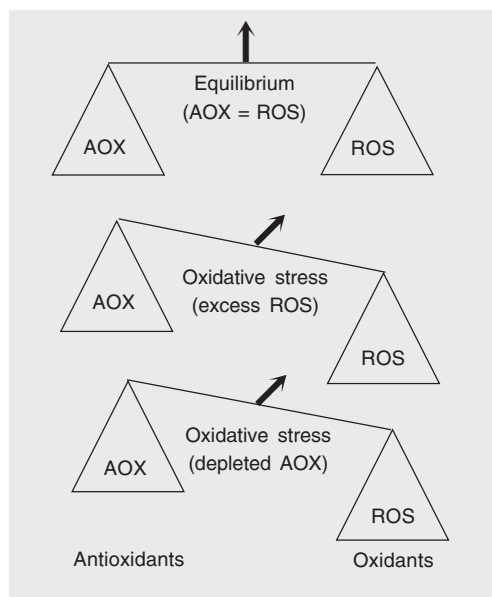 Equilibrium
(AOX = ROS)
AOX
ROS
Oxidative stress
(excess ROS)
AOX
ROS
Oxidative stress
(depleted AOX)
AOX
ROS
Antioxidants
Oxidants